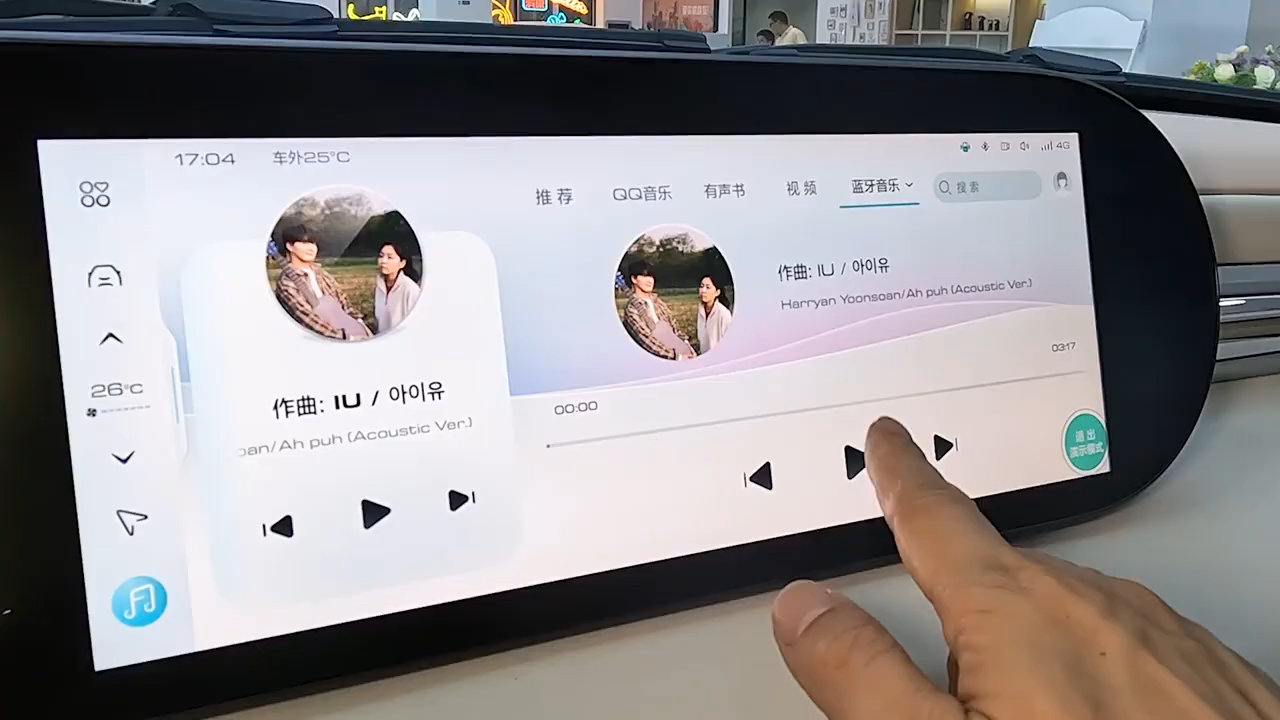 17:04 车外25°C
4G
推荐 QQ音乐 有声书 视频 蓝牙音乐 搜索
26°C
作曲: IU / 아이유
oan/Ah puh (Acoustic Ver.)
作曲: IU / 아이유
Harryan Yoonsoan/Ah puh (Acoustic Ver.)
00:00
03:17
退出
演示模式